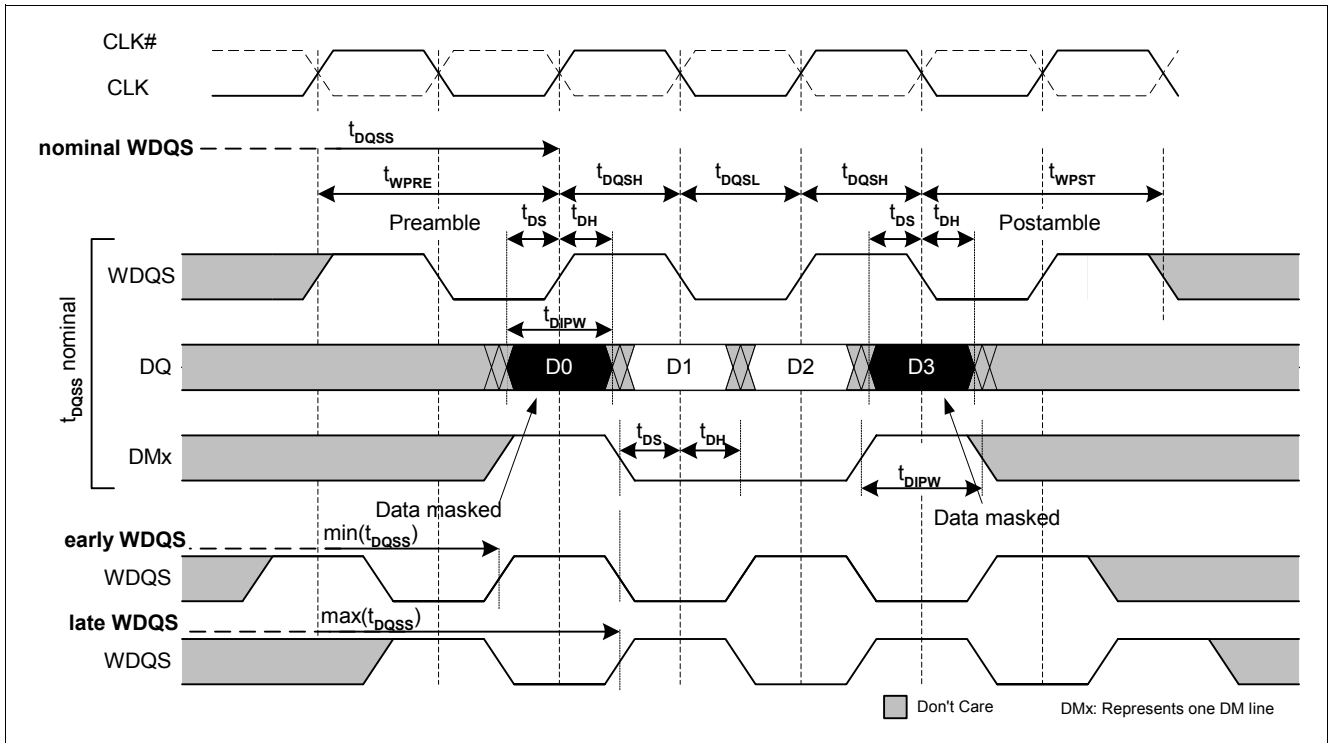 CLK#
CLK
nominal WDQS
tDQSS
tWPRE
tDQSH
tDQSL
tDQSH
tWPST
Preamble
tDS
tDH
tDS
tDH
Postamble
tDQSS nominal
WDQS
tDIPW
DQ
D0
D1
D2
D3
DMx
tDS
tDH
tDIPW
Data masked
Data masked
early WDQS
min(tDQSS)
WDQS
late WDQS
max(tDQSS)
WDQS
Don't Care
DMx: Represents one DM line